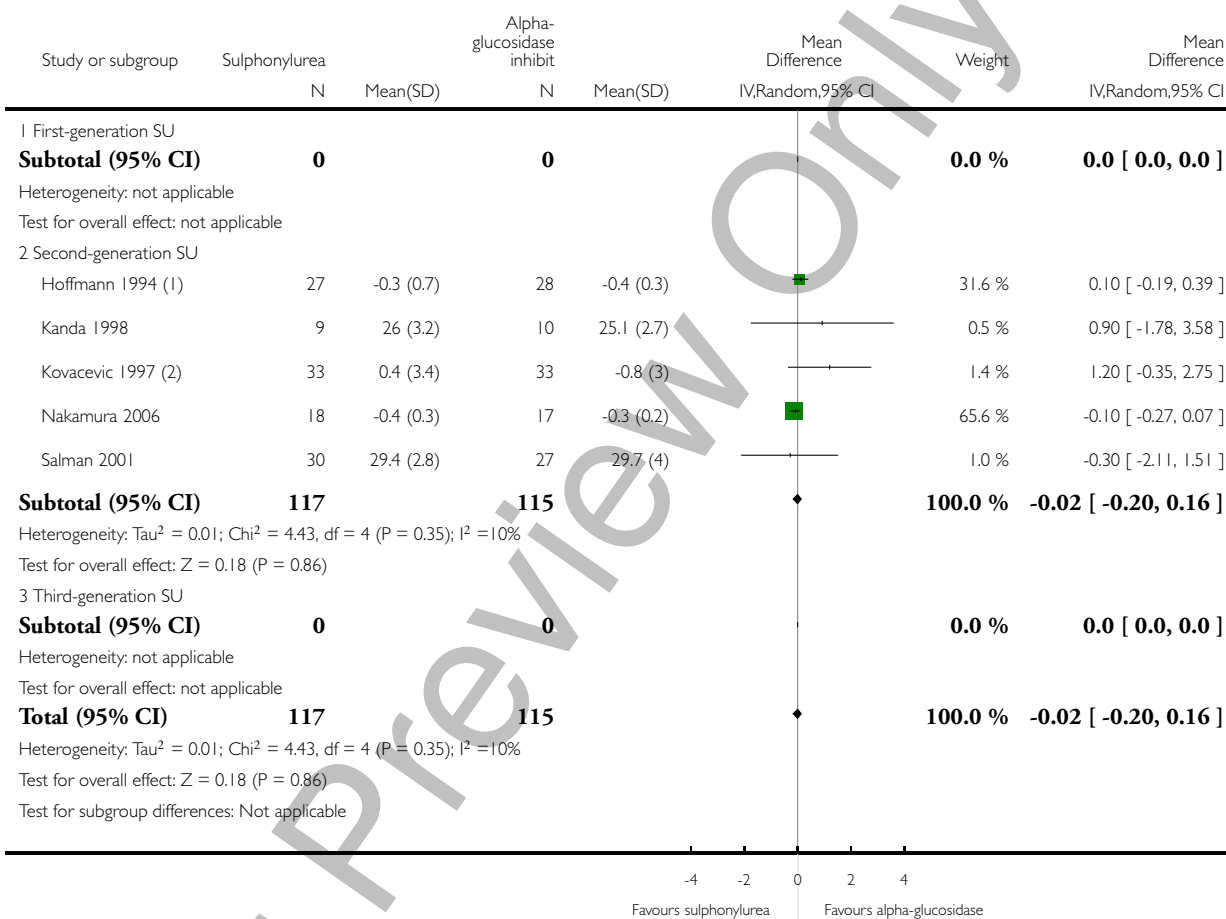 Study or subgroup Sulphonylurea Alpha-glucosidase inhibit Mean Difference Weight Mean Difference
N Mean(SD) N Mean(SD) IV,Random,95% CI IV,Random,95% CI
1 First-generation SU
Subtotal (95% CI) 0 0 0.0 % 0.0 [ 0.0, 0.0 ]
Heterogeneity: not applicable
Test for overall effect: not applicable
2 Second-generation SU
Hoffmann 1994 (1) 27 -0.3 (0.7) 28 -0.4 (0.3) 31.6 % 0.10 [ -0.19, 0.39 ]
Kanda 1998 9 26 (3.2) 10 25.1 (2.7) 0.5 % 0.90 [ -1.78, 3.58 ]
Kovacevic 1997 (2) 33 0.4 (3.4) 33 -0.8 (3) 1.4 % 1.20 [ -0.35, 2.75 ]
Nakamura 2006 18 -0.4 (0.3) 17 -0.3 (0.2) 65.6 % -0.10 [ -0.27, 0.07 ]
Salman 2001 30 29.4 (2.8) 27 29.7 (4) 1.0 % -0.30 [ -2.11, 1.51 ]
Subtotal (95% CI) 117 115 100.0 % -0.02 [ -0.20, 0.16 ]
Heterogeneity: Tau² = 0.01; Chi² = 4.43, df = 4 (P = 0.35); I² =10%
Test for overall effect: Z = 0.18 (P = 0.86)
3 Third-generation SU
Subtotal (95% CI) 0 0 0.0 % 0.0 [ 0.0, 0.0 ]
Heterogeneity: not applicable
Test for overall effect: not applicable
Total (95% CI) 117 115 100.0 % -0.02 [ -0.20, 0.16 ]
Heterogeneity: Tau² = 0.01; Chi² = 4.43, df = 4 (P = 0.35); I² =10%
Test for overall effect: Z = 0.18 (P = 0.86)
Test for subgroup differences: Not applicable
-4 -2 0 2 4
Favours sulphonylurea Favours alpha-glucosidase
Preview Only